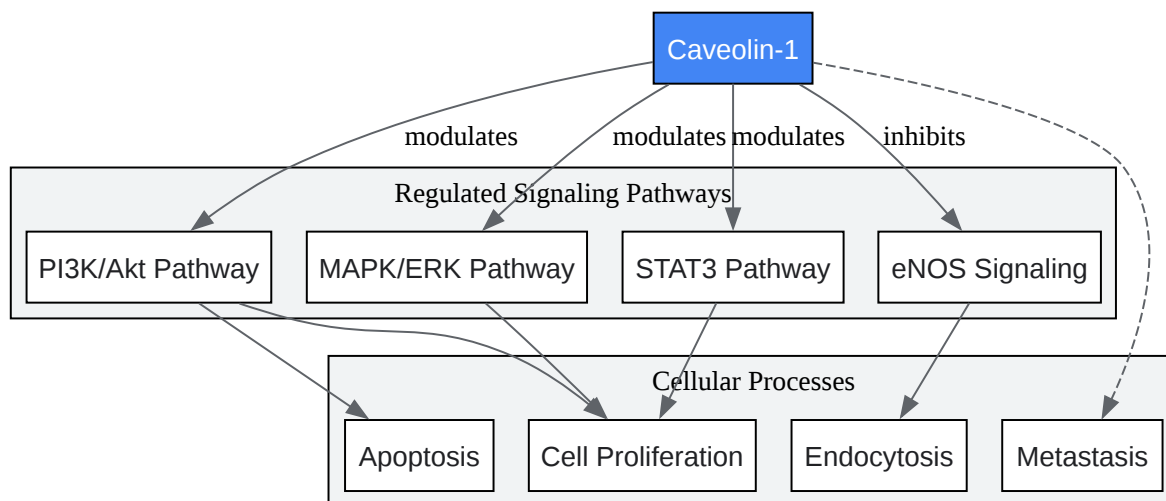 Caveolin-1
modulates
modulates
modulates
inhibits
Regulated Signaling Pathways
PI3K/Akt Pathway
MAPK/ERK Pathway
STAT3 Pathway
eNOS Signaling
Cellular Processes
Apoptosis
Cell Proliferation
Endocytosis
Metastasis